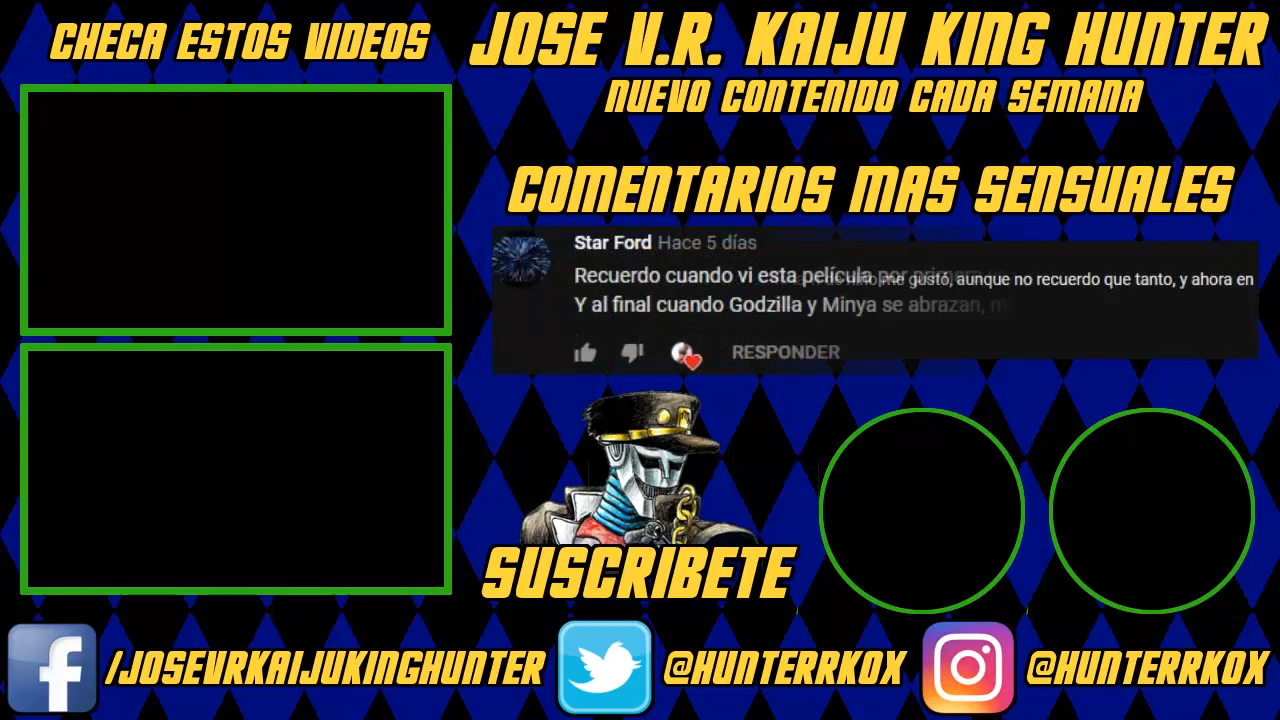 CHECA ESTOS VIDEOS
JOSE V.R. KAIJU KING HUNTER
NUEVO CONTENIDO CADA SEMANA
COMENTARIOS MAS SENSUALES
Star Ford Hace 5 días
Recuerdo cuando vi esta película por
me gustó, aunque no recuerdo que tanto, y ahora en
Y al final cuando Godzilla y Minya se abrazan,
RESPONDER
SUSCRIBETE
/JOSEVRKAIJUKINGHUNTER
@HUNTERRKOX
@HUNTERRKOX